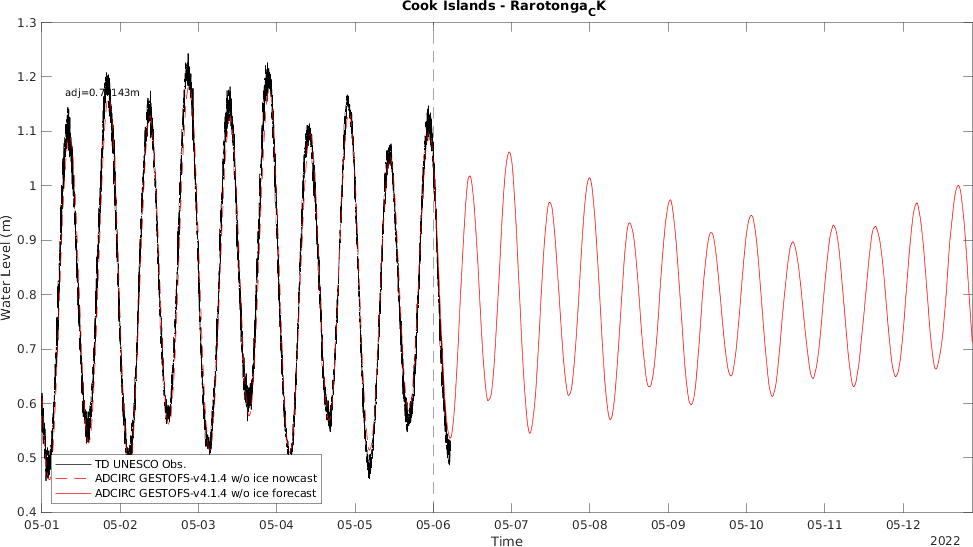 Cook Islands - Rarotonga_CK
1.3
1.2
1.1
1
0.9
0.8
0.7
0.6
0.5
0.4
Water Level (m)
TD UNESCO Obs.
ADCIRC GESTOFS-v4.1.4 w/o ice nowcast
ADCIRC GESTOFS-v4.1.4 w/o ice forecast
05-01 05-02 05-03 05-04 05-05 05-06 05-07 05-08 05-09 05-10 05-11 05-12
Time
2022